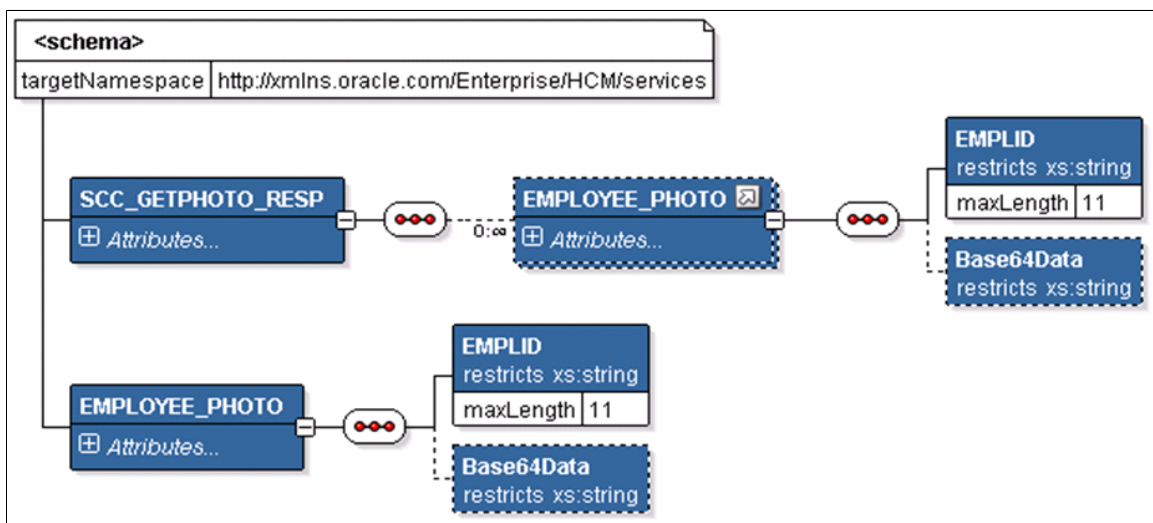 <schema>
targetNamespace http://xmlns.oracle.com/Enterprise/HCM/services
SCC_GETPHOTO_RESP
Attributes...
0:∞
EMPLOYEE_PHOTO
Attributes...
EMPLID
restricts xs:string
maxLength 11
Base64Data
restricts xs:string
EMPLOYEE_PHOTO
Attributes...
EMPLID
restricts xs:string
maxLength 11
Base64Data
restricts xs:string